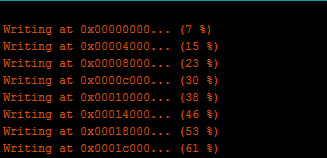 Writing at 0x00000000... (7 %)
Writing at 0x00004000... (15 %)
Writing at 0x00008000... (23 %)
Writing at 0x0000c000... (30 %)
Writing at 0x00010000... (38 %)
Writing at 0x00014000... (46 %)
Writing at 0x00018000... (53 %)
Writing at 0x0001c000... (61 %)